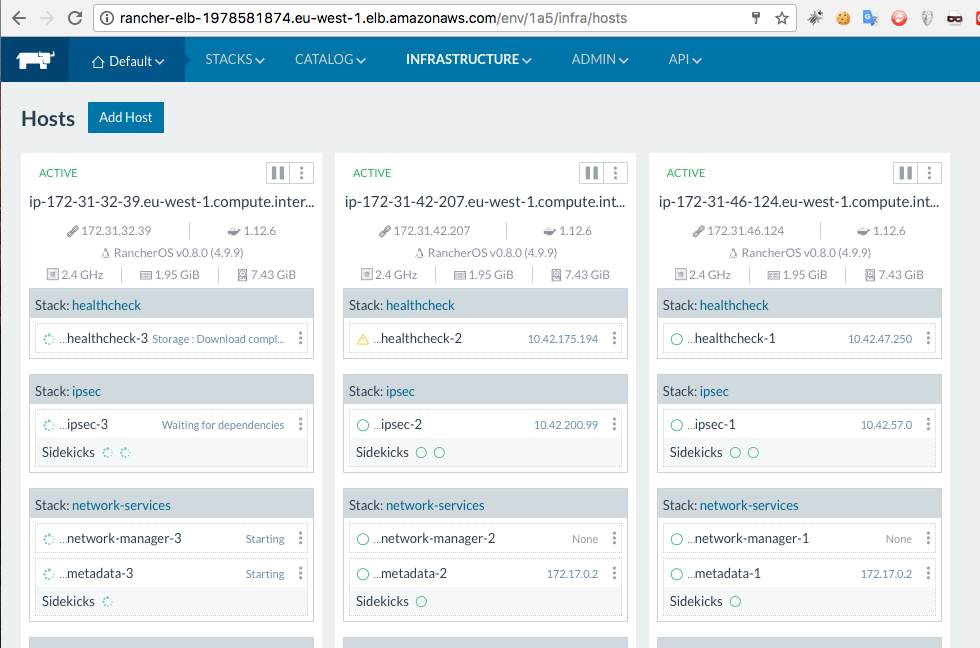 rancher-elb-1978581874.eu-west-1.elb.amazonaws.com/env/1a5/infra/hosts
Default STACKS CATALOG INFRASTRUCTURE ADMIN API
Hosts Add Host
ACTIVE
ip-172-31-32-39.eu-west-1.compute.inter...
172.31.32.39 1.12.6
RancherOS v0.8.0 (4.9.9)
2.4 GHz 1.95 GiB 7.43 GiB
Stack: healthcheck
...healthcheck-3 Storage : Download compl...
Stack: ipsec
...ipsec-3 Waiting for dependencies
Sidekicks
Stack: network-services
...network-manager-3 Starting
...metadata-3 Starting
Sidekicks
ACTIVE
ip-172-31-42-207.eu-west-1.compute.int...
172.31.42.207 1.12.6
RancherOS v0.8.0 (4.9.9)
2.4 GHz 1.95 GiB 7.43 GiB
Stack: healthcheck
...healthcheck-2 10.42.175.194
Stack: ipsec
...ipsec-2 10.42.200.99
Sidekicks
Stack: network-services
...network-manager-2 None
...metadata-2 172.17.0.2
Sidekicks
ACTIVE
ip-172-31-46-124.eu-west-1.compute.int...
172.31.46.124 1.12.6
RancherOS v0.8.0 (4.9.9)
2.4 GHz 1.95 GiB 7.43 GiB
Stack: healthcheck
...healthcheck-1 10.42.47.250
Stack: ipsec
...ipsec-1 10.42.57.0
Sidekicks
Stack: network-services
...network-manager-1 None
...metadata-1 172.17.0.2
Sidekicks